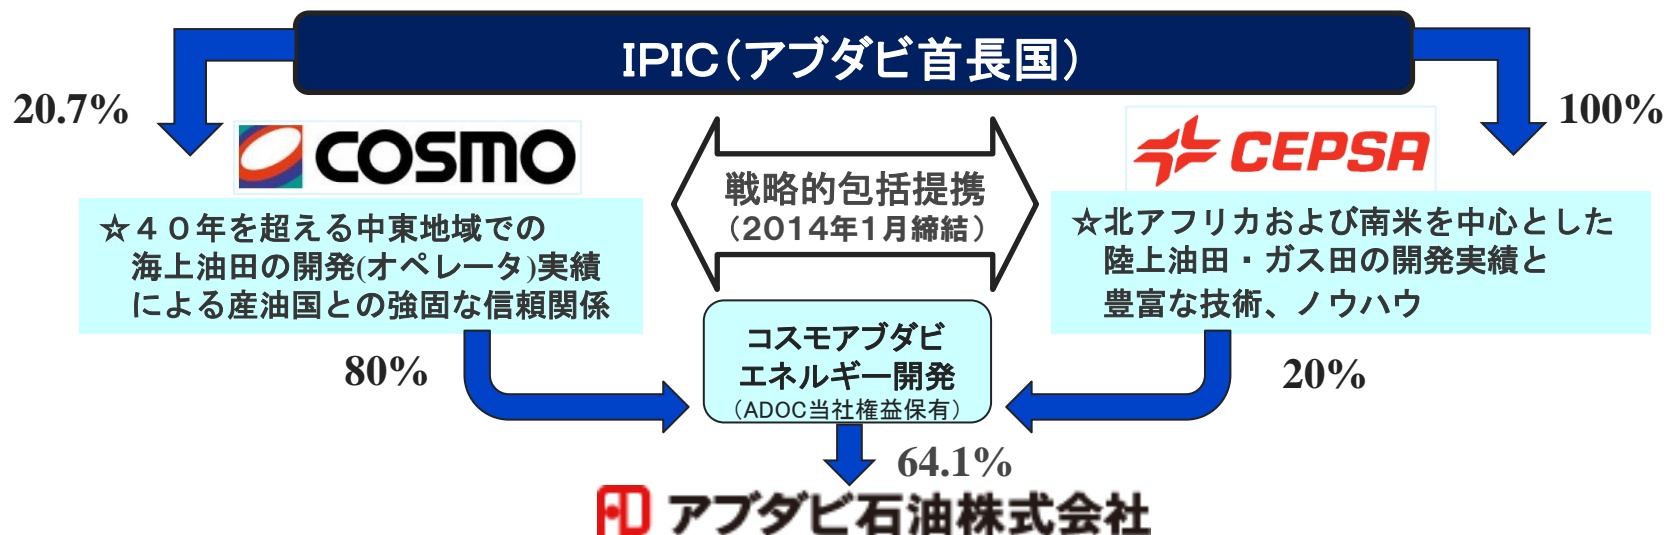 IPIC(アブダビ首長国)
20.7%
100%
COSMO
CEPSA
戦略的包括提携
(2014年1月締結)
☆40年を超える中東地域での
海上油田の開発(オペレータ)実績
による産油国との強固な信頼関係
☆北アフリカおよび南米を中心とした
陸上油田・ガス田の開発実績と
豊富な技術、ノウハウ
80%
コスモアブダビ
エネルギー開発
(ADOC当社権益保有)
20%
64.1%
アブダビ石油株式会社